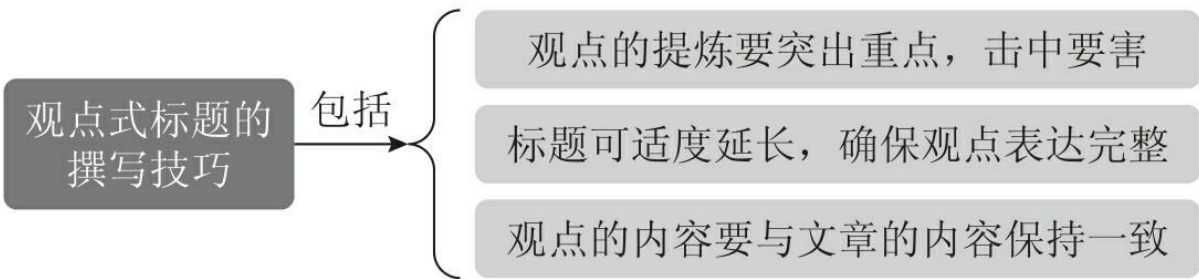 观点式标题的
撰写技巧
包括
观点的提炼要突出重点，击中要害
标题可适度延长，确保观点表达完整
观点的内容要与文章的内容保持一致